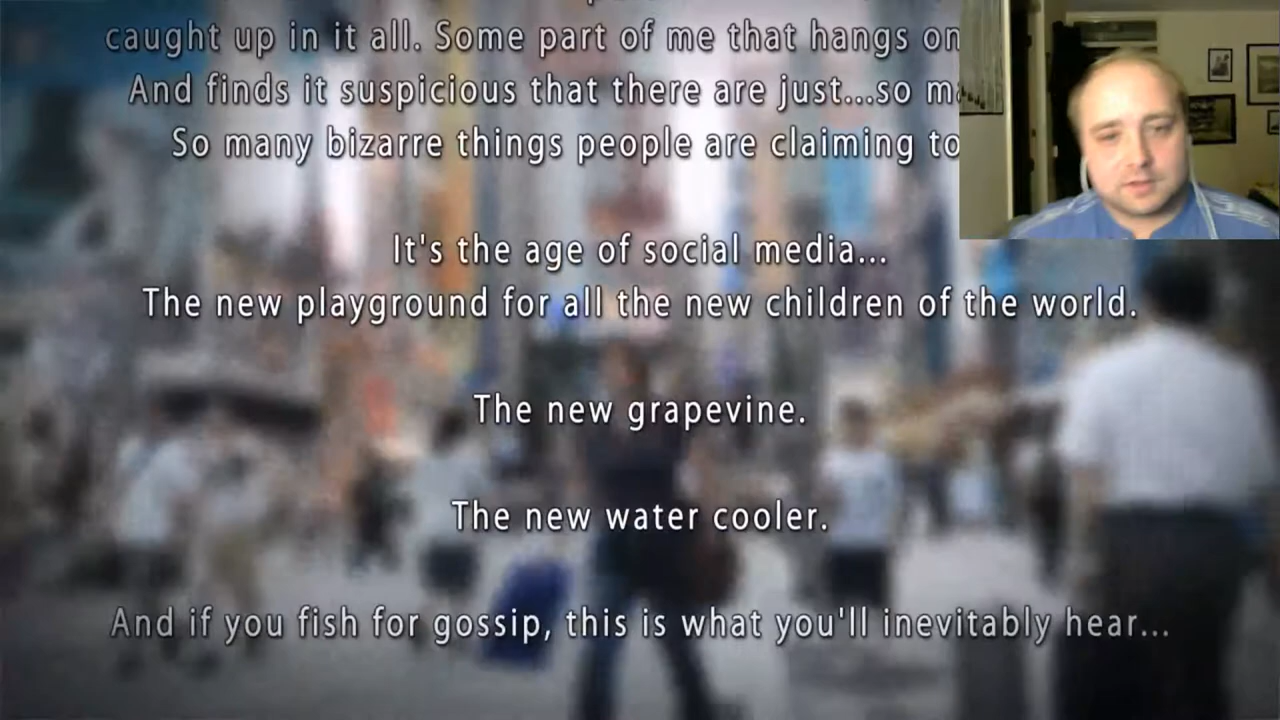 caught up in it all. Some part of me that hangs on
And finds it suspicious that there are just...so
So many bizarre things people are claiming to
It's the age of social media...
The new playground for all the new children of the world.
The new grapevine.
The new water cooler.
And if you fish for gossip, this is what you'll inevitably hear...